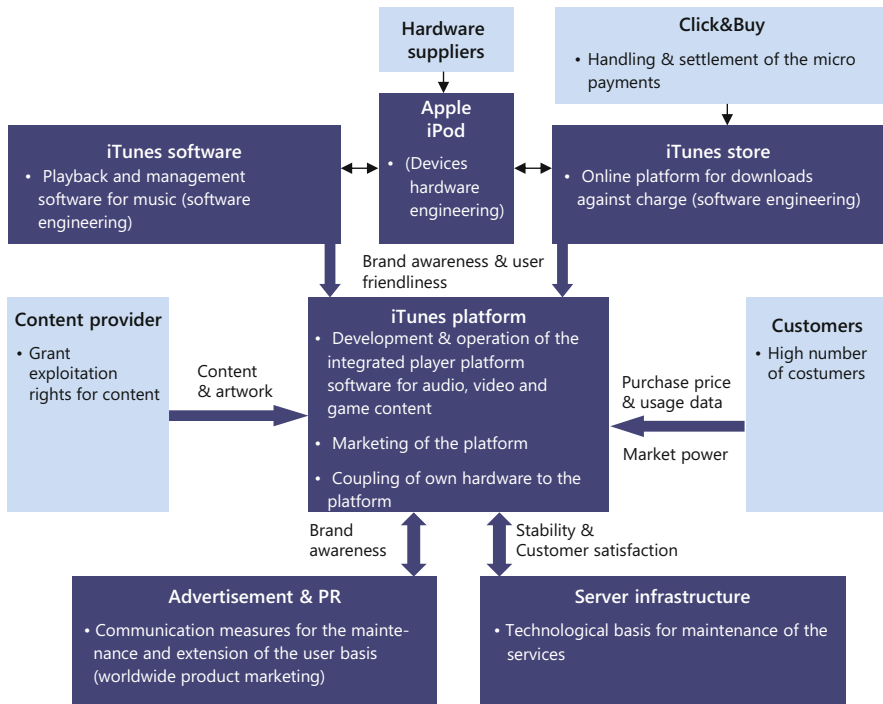 Hardware
suppliers
Click&Buy
• Handling & settlement of the micro
payments
Apple
iPod
• (Devices
hardware
engineering)
iTunes software
• Playback and management
software for music (software
engineering)
iTunes store
• Online platform for downloads
against charge (software engineering)
Brand awareness & user
friendliness
Content provider
• Grant
exploitation
rights for content
Content
& artwork
iTunes platform
• Development & operation of the
integrated player platform
software for audio, video and
game content
• Marketing of the platform
• Coupling of own hardware to the
platform
Purchase price
& usage data
Market power
Customers
• High number
of costumers
Brand
awareness
Stability &
Customer satisfaction
Advertisement & PR
• Communication measures for the mainte-
nance and extension of the user basis
(worldwide product marketing)
Server infrastructure
• Technological basis for maintenance of the
services